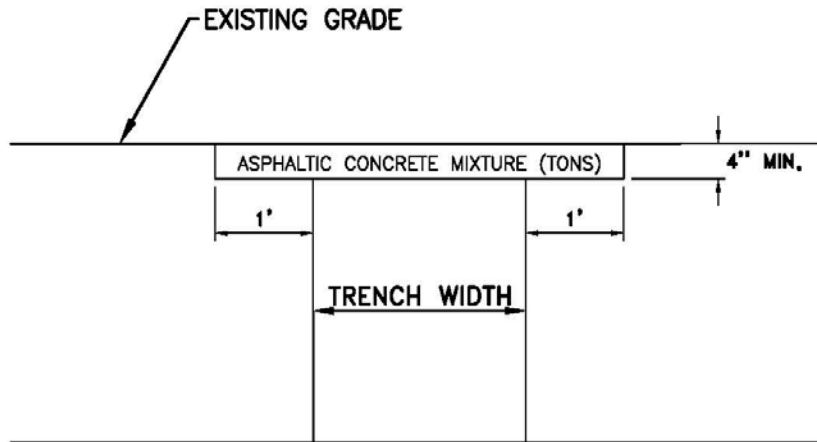 EXISTING GRADE
ASPHALTIC CONCRETE MIXTURE (TONS)
4" MIN.
1'
1'
TRENCH WIDTH